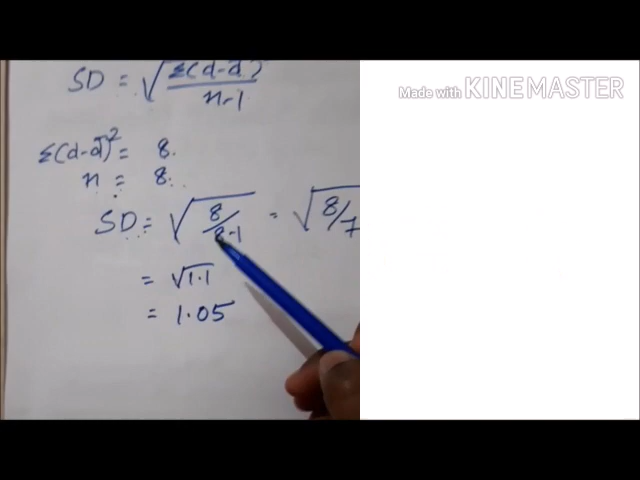 SD = √Σ(d-d̄)²/n-1
Made with KINEMASTER
Σ(d-d̄)² = 8.
n = 8.
SD = √8/8-1 = √8/7
= √1.1
= 1.05